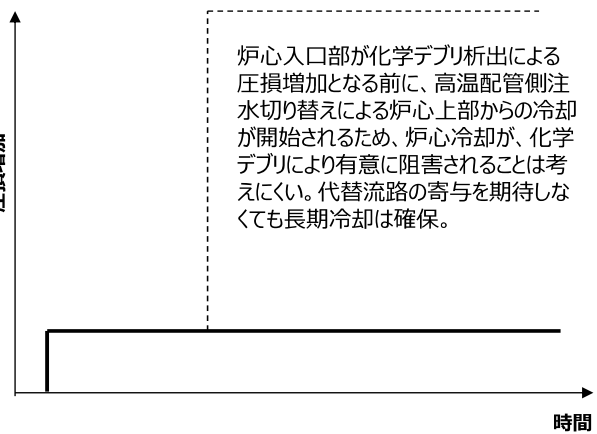 炉心入口部が化学デブリ析出による
圧損増加となる前に、高温配管側注
水切り替えによる炉心上部からの冷却
が開始されるため、炉心冷却が、化学
デブリにより有意に阻害されることは考
えにくい。代替流路の寄与を期待しな
くても長期冷却は確保。
時間